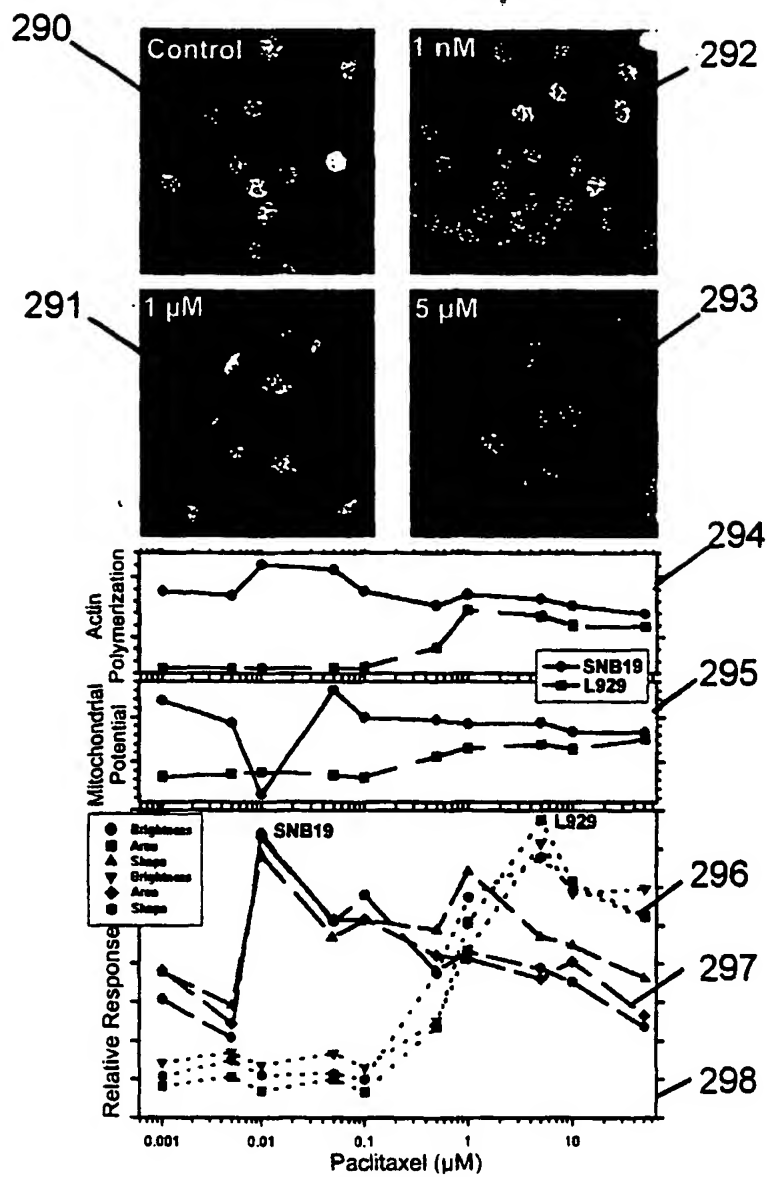 290
Control
1 nM
292
291
1 µM
5 µM
293
294
Actin
Polymerization
SNB19
L929
295
Mitochondrial
Potential
Brightness
Area
Shape
Brightness
Area
Shape
SNB19
L929
296
Relative Response
297
298
0.001
0.01
0.1
1
10
Paclitaxel (µM)